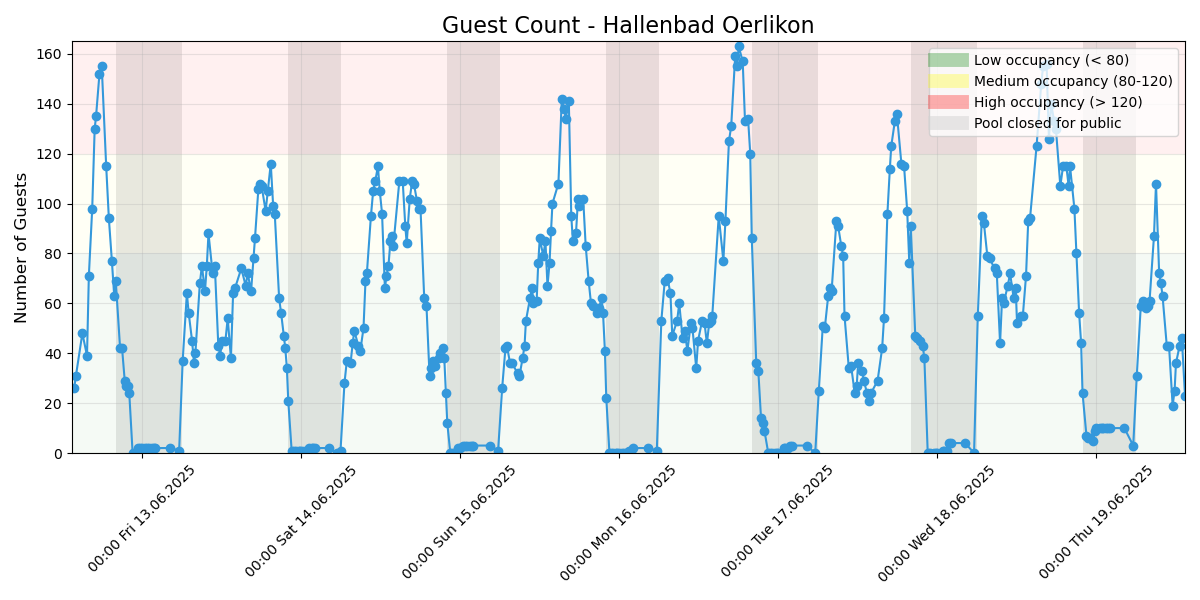 Guest Count - Hallenbad Oerlikon
Number of Guests
160
140
120
100
80
60
40
20
0
Low occupancy (< 80)
Medium occupancy (80-120)
High occupancy (> 120)
Pool closed for public
00:00 Fri 13.06.2025
00:00 Sat 14.06.2025
00:00 Sun 15.06.2025
00:00 Mon 16.06.2025
00:00 Tue 17.06.2025
00:00 Wed 18.06.2025
00:00 Thu 19.06.2025